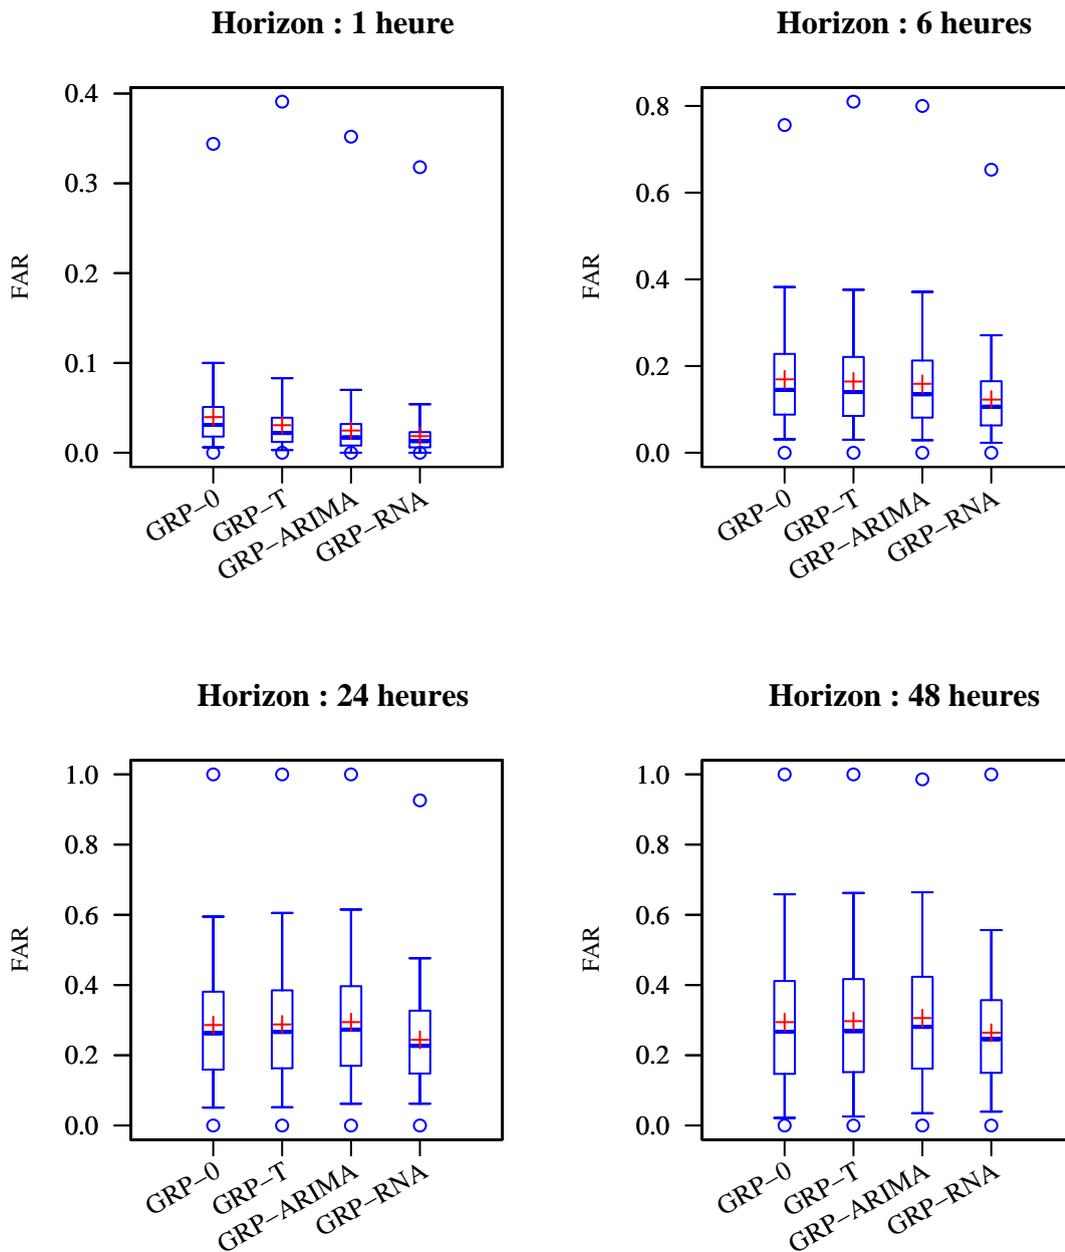 Horizon : 1 heure
FAR
0.4
0.3
0.2
0.1
0.0
GRP−0
GRP−T
GRP−ARIMA
GRP−RNA
Horizon : 6 heures
FAR
0.8
0.6
0.4
0.2
0.0
GRP−0
GRP−T
GRP−ARIMA
GRP−RNA
Horizon : 24 heures
FAR
1.0
0.8
0.6
0.4
0.2
0.0
GRP−0
GRP−T
GRP−ARIMA
GRP−RNA
Horizon : 48 heures
FAR
1.0
0.8
0.6
0.4
0.2
0.0
GRP−0
GRP−T
GRP−ARIMA
GRP−RNA